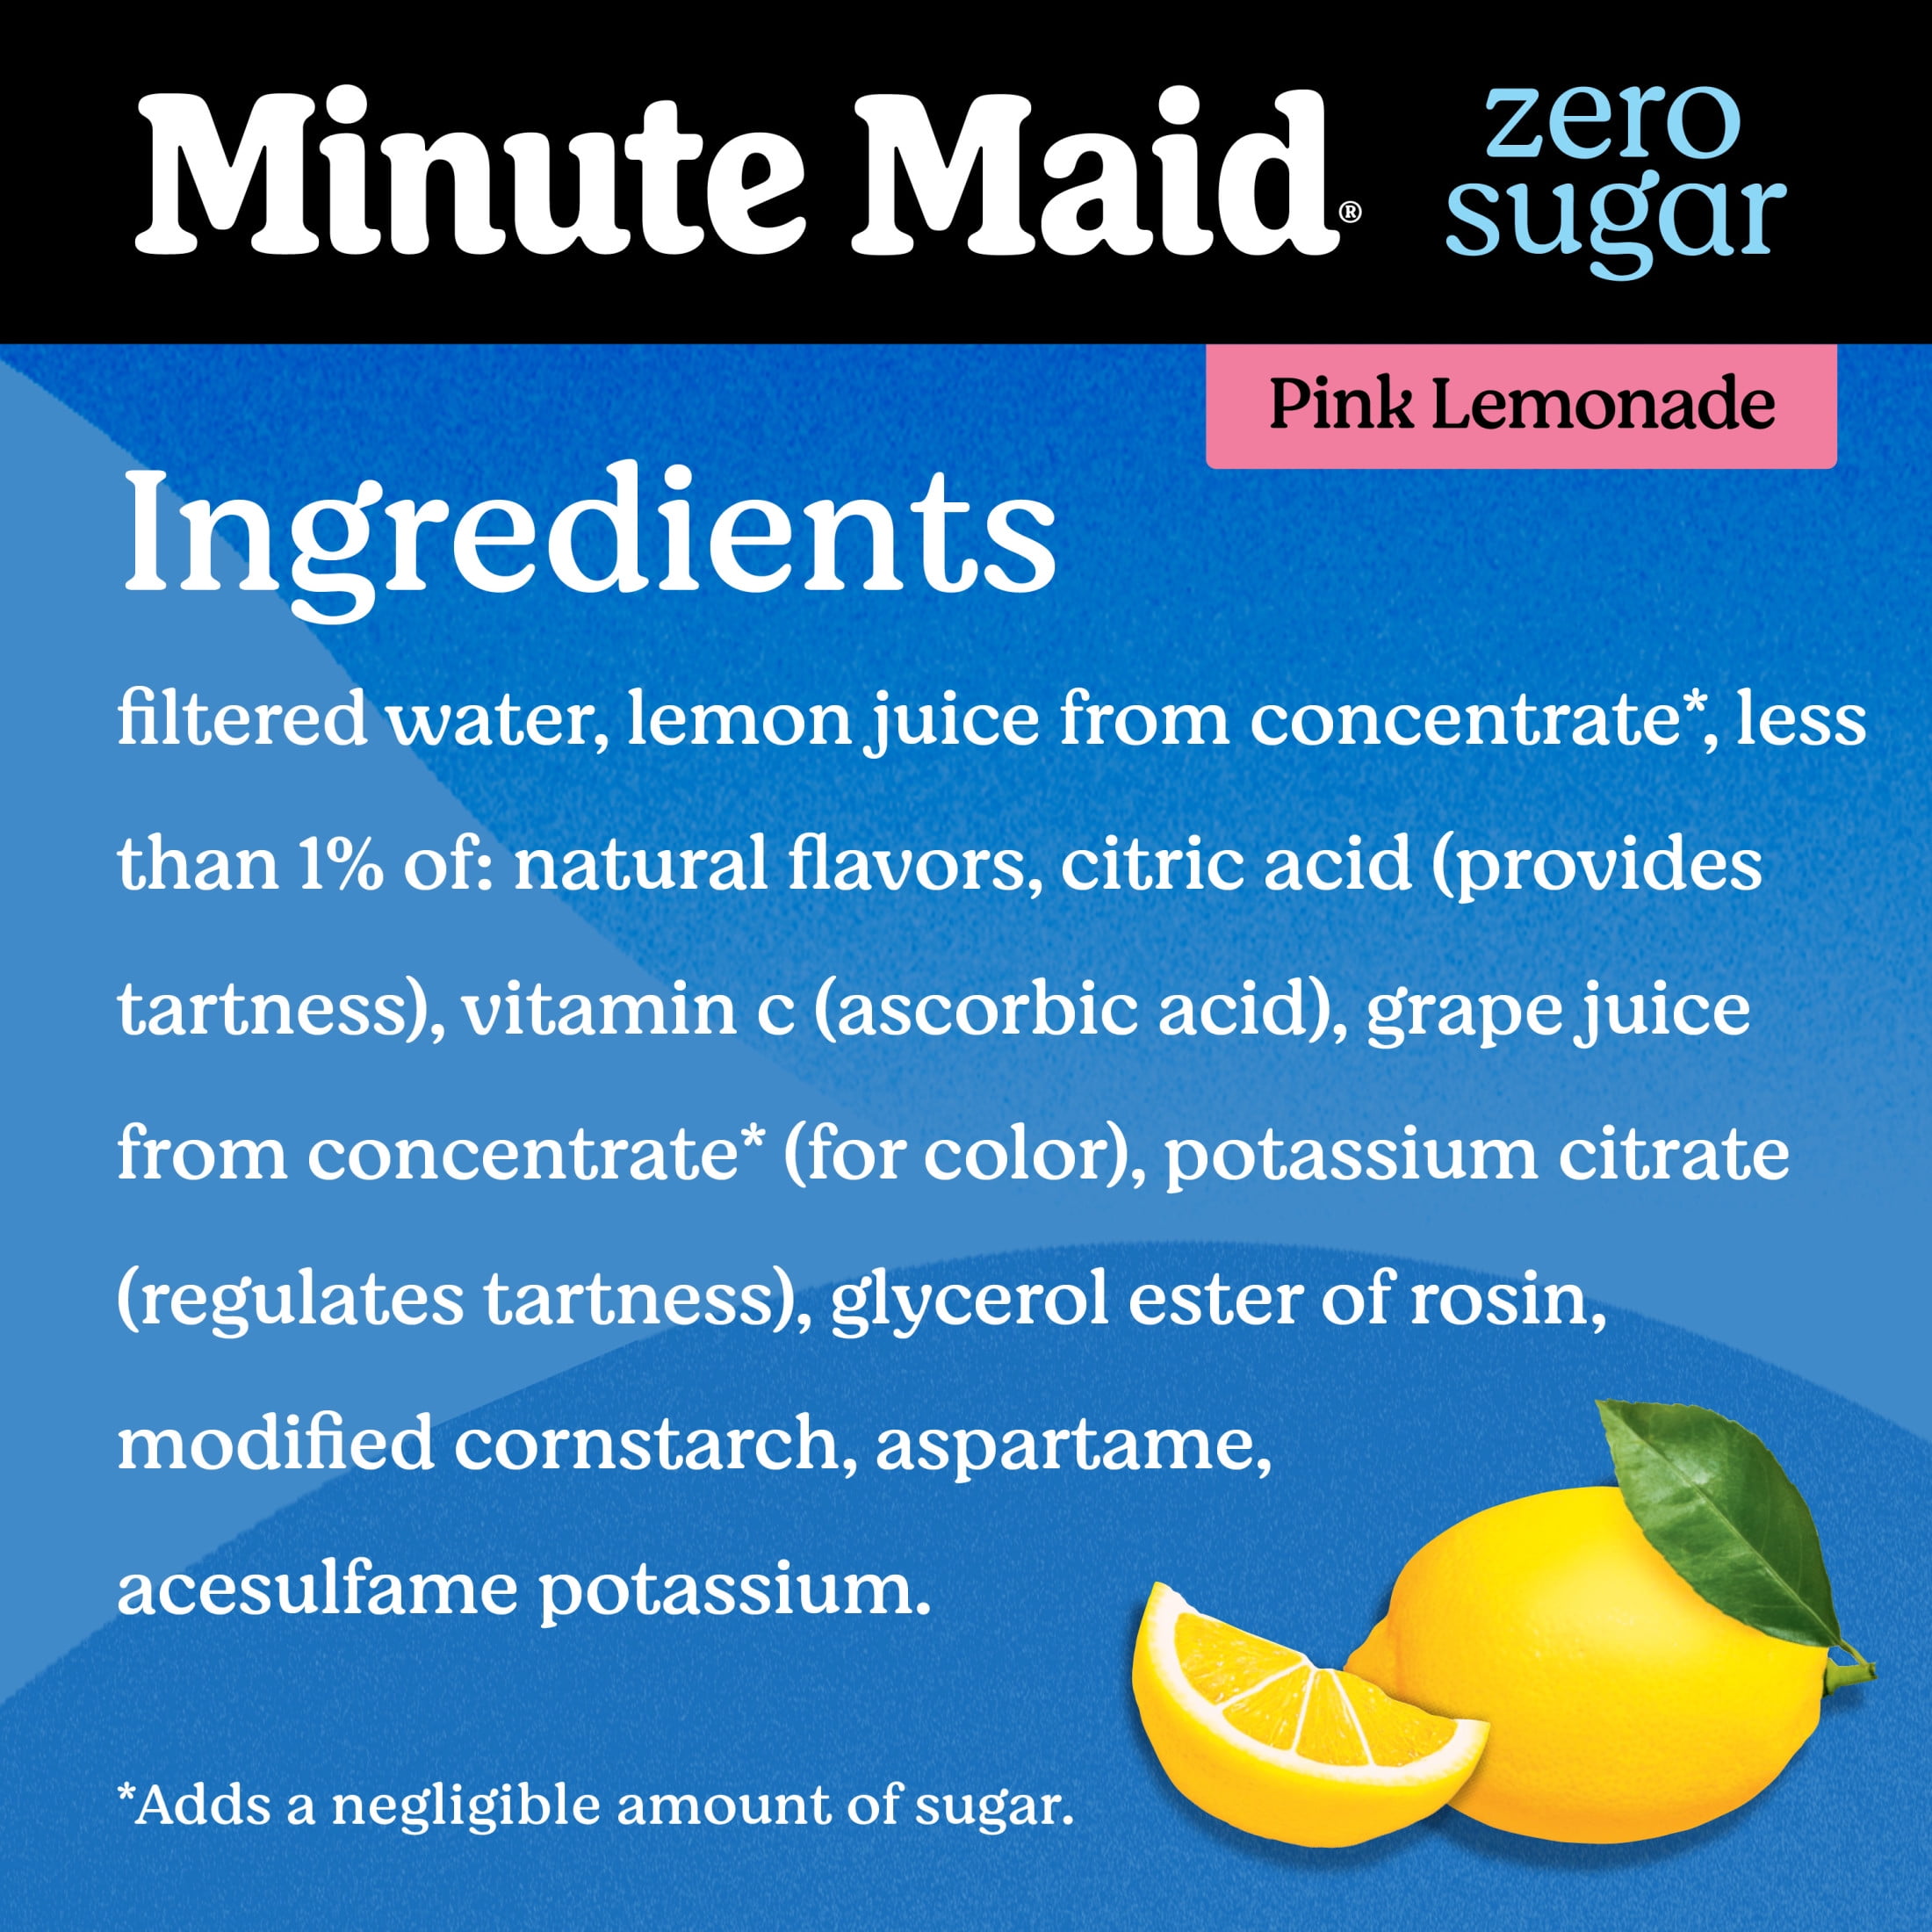 Minute Maid®
zero
sugar
Pink Lemonade
Ingredients
filtered water, lemon juice from concentrate*, less
than 1% of: natural flavors, citric acid (provides
tartness), vitamin c (ascorbic acid), grape juice
from concentrate* (for color), potassium citrate
(regulates tartness), glycerol ester of rosin,
modified cornstarch, aspartame,
acesulfame potassium.
*Adds a negligible amount of sugar.